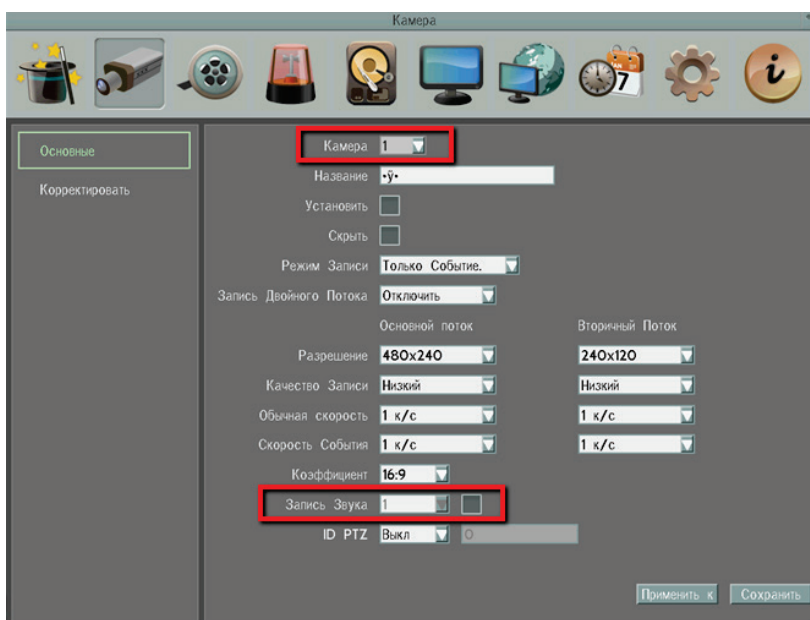 Камера
7
Основные
Корректировать
Камера 1
Название •ÿ•
Установить
Скрыть
Режим Записи Только Событие.
Запись Двойного Потока Отключить
Основной поток Вторичный Поток
Разрешение 480x240 240x120
Качество Записи Низкий Низкий
Обычная скорость 1 к/с 1 к/с
Скорость События 1 к/с 1 к/с
Коэффициент 16:9
Запись Звука 1
ID PTZ Выкл 0
Применить к Сохранить